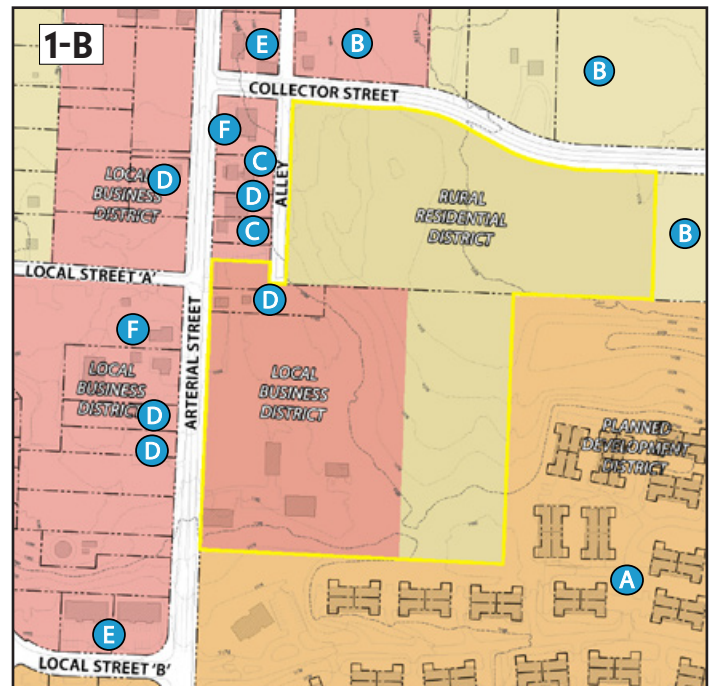 1-B
E
B
B
COLLECTOR STREET
F
C
ALLEY
D
LOCAL
BUSINESS
DISTRICT
D
C
RURAL
RESIDENTIAL
DISTRICT
B
LOCAL STREET 'A'
D
F
ARTERIAL STREET
LOCAL
BUSINESS
DISTRICT
D
D
LOCAL
BUSINESS
DISTRICT
PLANNED
DEVELOPMENT
DISTRICT
A
E
LOCAL STREET 'B'